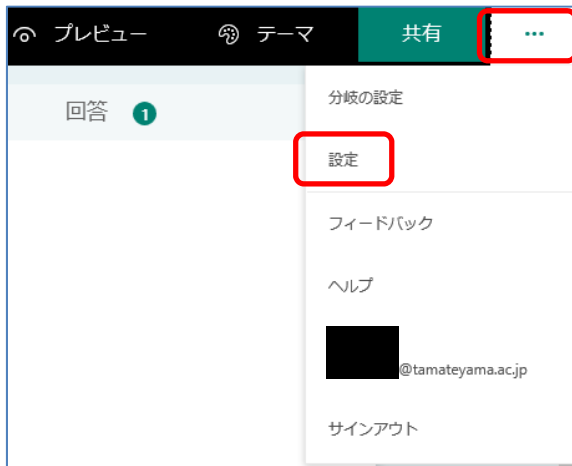 プレビュー テーマ 共有 ...
回答 1
分岐の設定
設定
フィードバック
ヘルプ
@tamateyama.ac.jp
サインアウト